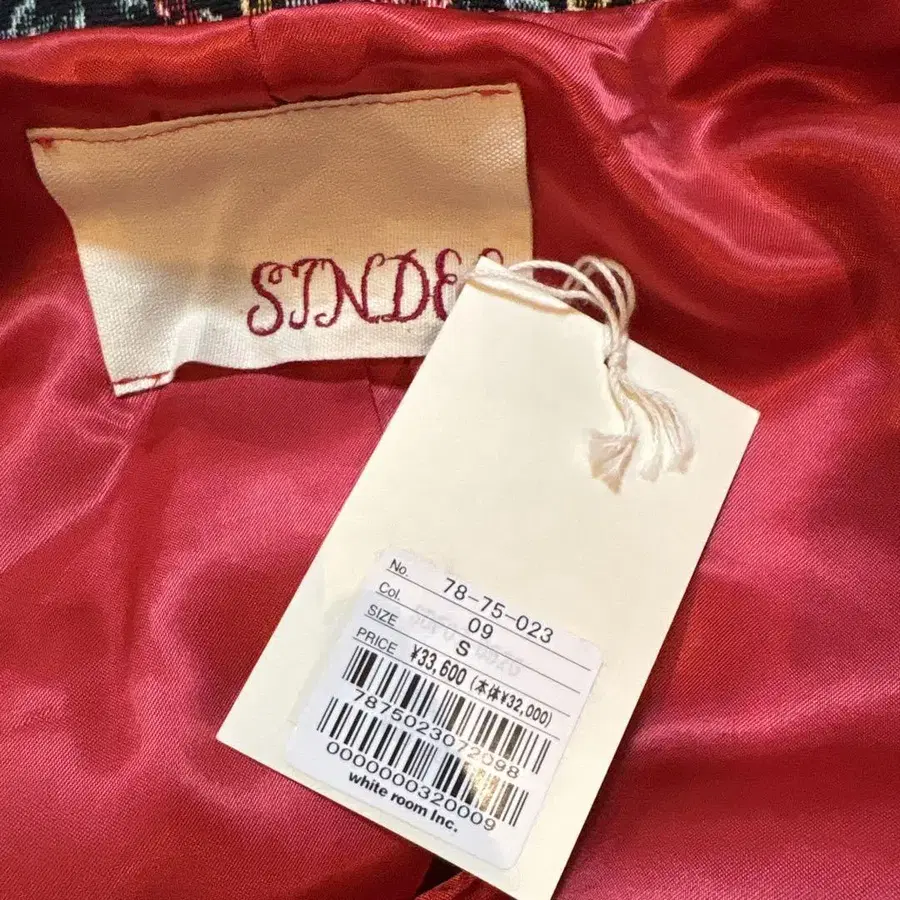 No. 78-75-023
Col. 09
SIZE S
PRICE ¥33,600 (本体¥32,000)
7875023072098
0000000320009
white room Inc.